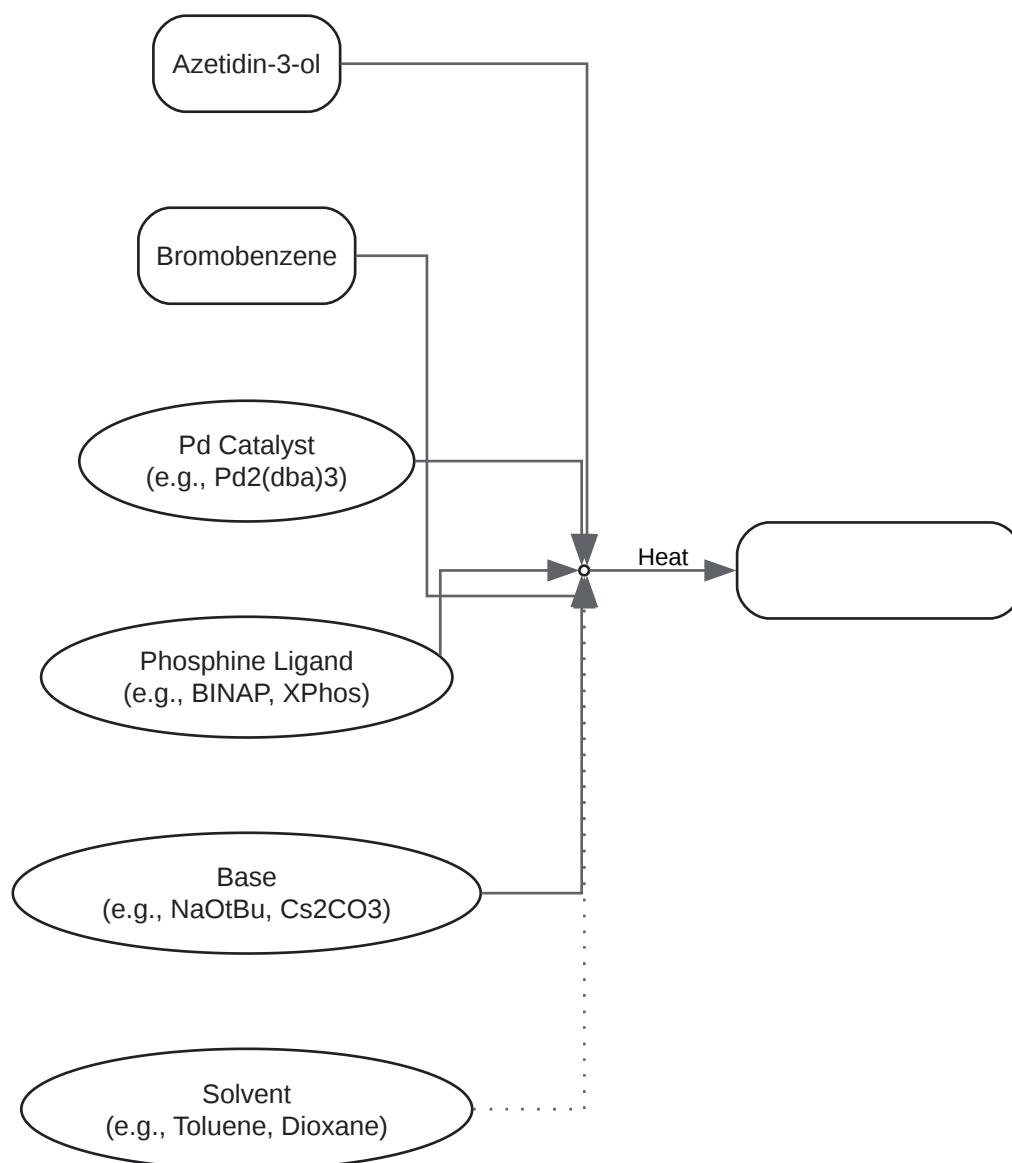 Azetidin-3-ol
Bromobenzene
Pd Catalyst
(e.g., Pd2(dba)3)
Heat
Phosphine Ligand
(e.g., BINAP, XPhos)
Base
(e.g., NaOtBu, Cs2CO3)
Solvent
(e.g., Toluene, Dioxane)